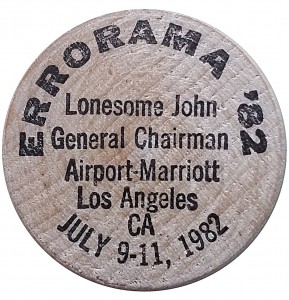 ERRORAMA '82
Lonesome John
General Chairman
Airport-Marriott
Los Angeles
CA
JULY 9-11, 1982